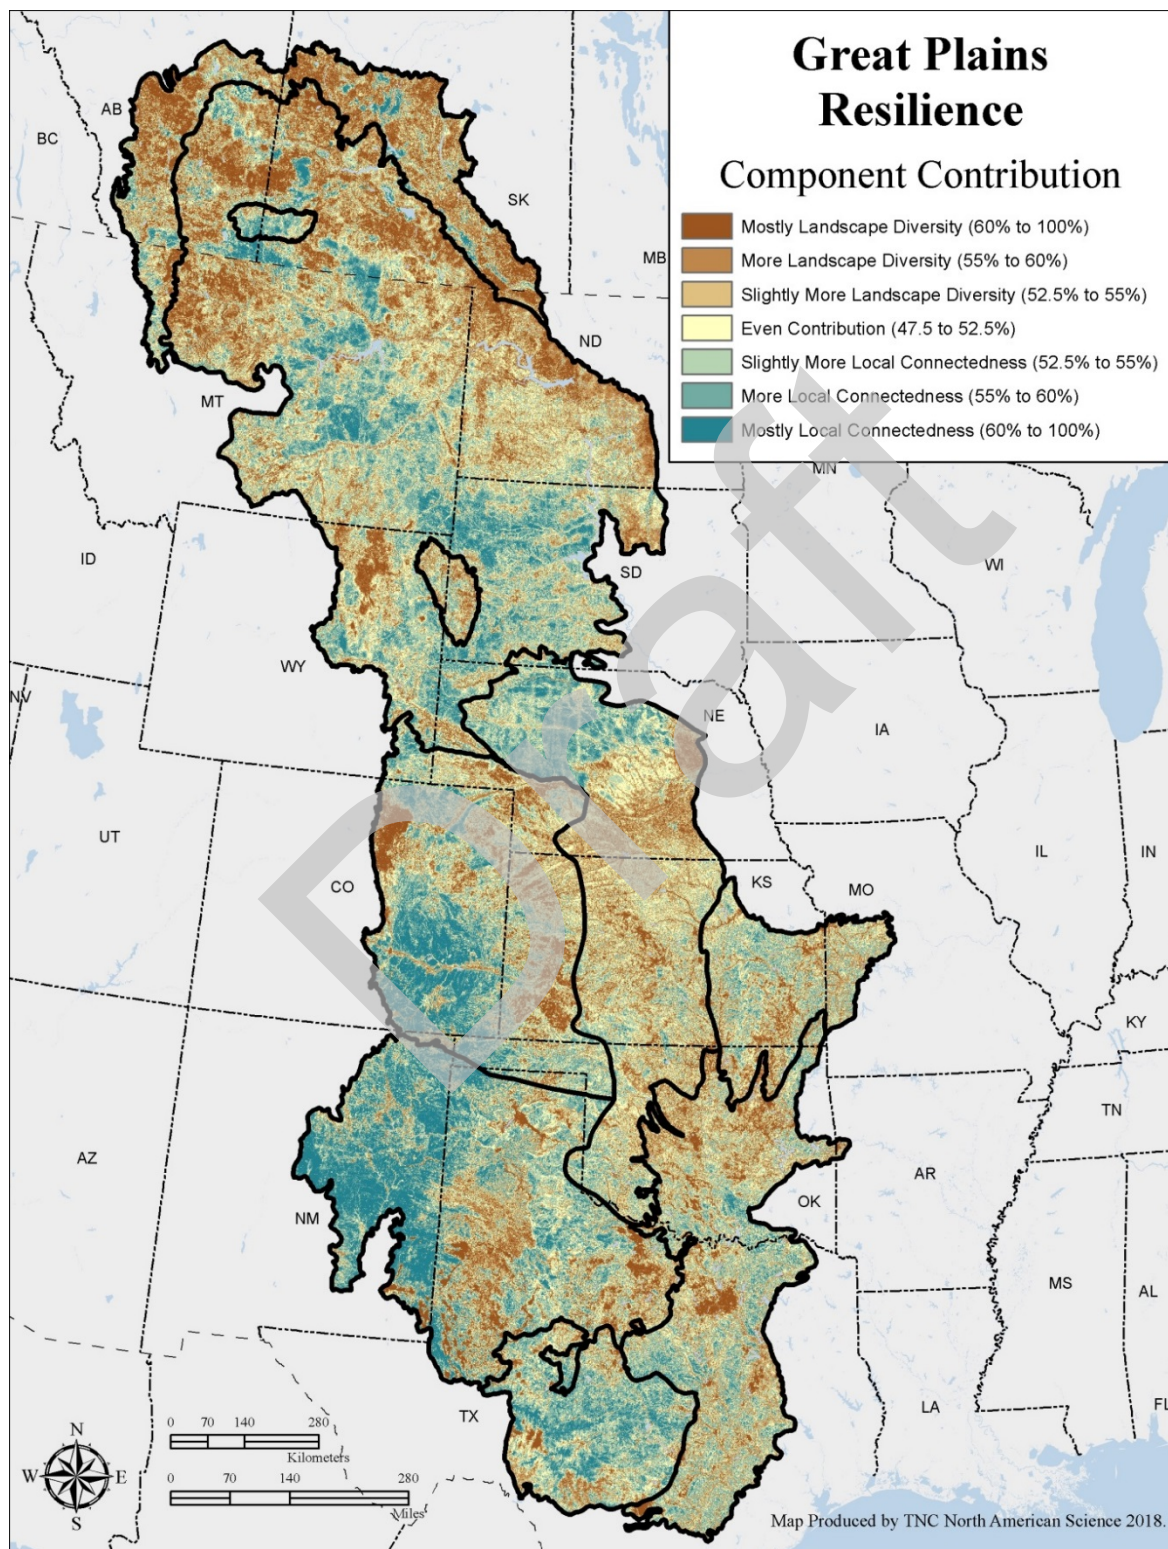 Great Plains
Resilience
Component Contribution
Mostly Landscape Diversity (60% to 100%)
More Landscape Diversity (55% to 60%)
Slightly More Landscape Diversity (52.5% to 55%)
Even Contribution (47.5 to 52.5%)
Slightly More Local Connectedness (52.5% to 55%)
More Local Connectedness (55% to 60%)
Mostly Local Connectedness (60% to 100%)
AB
BC
SK
MB
ND
MT
MN
ID
SD
WI
WY
NV
NE
IA
UT
IL
IN
CO
KS
MO
KY
TN
AZ
AR
OK
NM
MS
AL
LA
FL
TX
Draft
N
W E
S
0 70 140 280
Kilometers
0 70 140 280
Miles
Map Produced by TNC North American Science 2018.